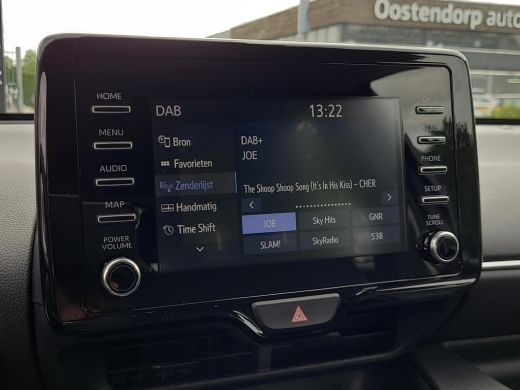 Oostendorp auto
HOME
MENU
AUDIO
MAP
POWER
VOLUME
DAB
13:22
Bron
Favorieten
Zenderlijst
Handmatig
Time Shift
DAB+
JOE
The Shoop Shoop Song (It's In His Kiss) - CHER
JOE
Sky Hits
GNR
SLAM!
SkyRadio
538
PHONE
SETUP
TUNE
SCROLL